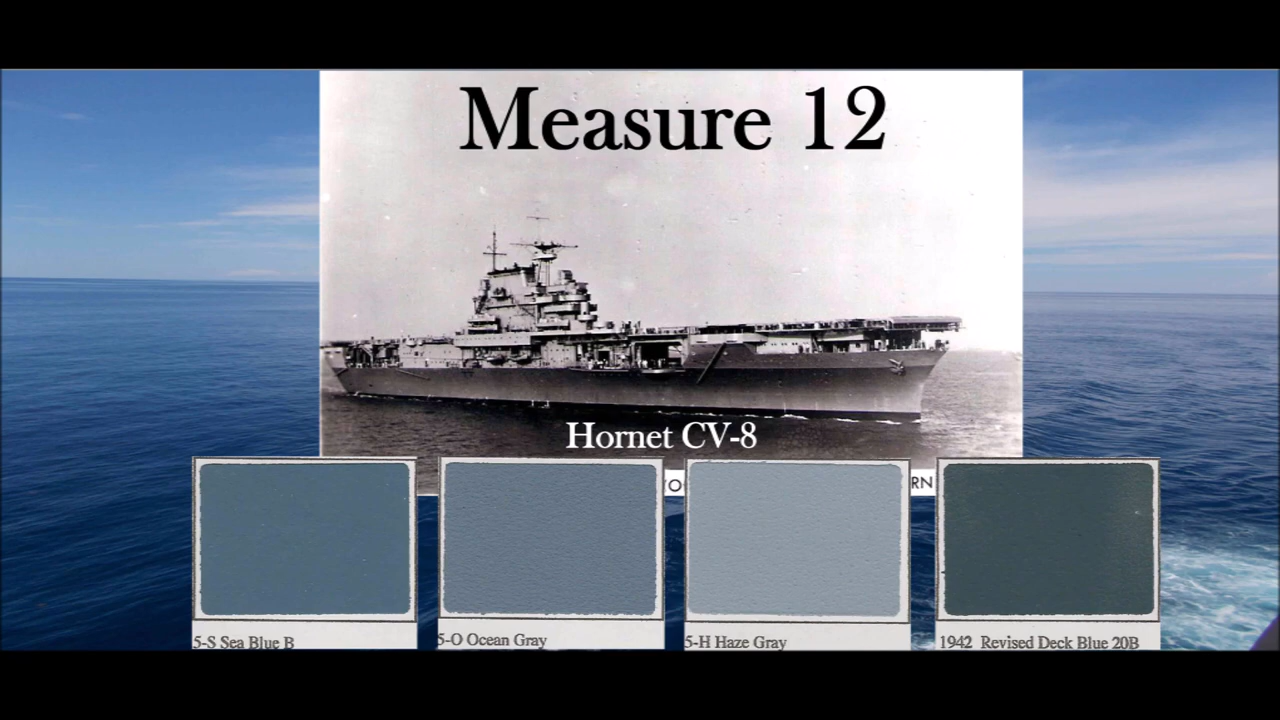 Measure 12
Hornet CV-8
RN
5-S Sea Blue B
5-O Ocean Gray
5-H Haze Gray
1942 Revised Deck Blue 20B